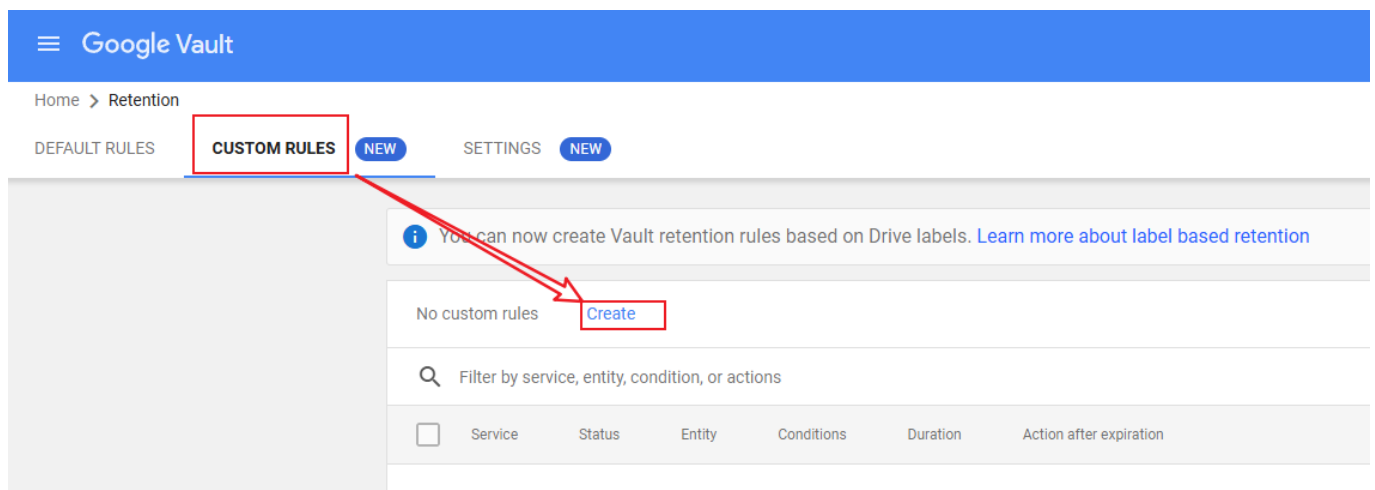 Google Vault
Home > Retention
DEFAULT RULES CUSTOM RULES NEW SETTINGS NEW
You can now create Vault retention rules based on Drive labels. Learn more about label based retention
No custom rules Create
Filter by service, entity, condition, or actions
Service Status Entity Conditions Duration Action after expiration